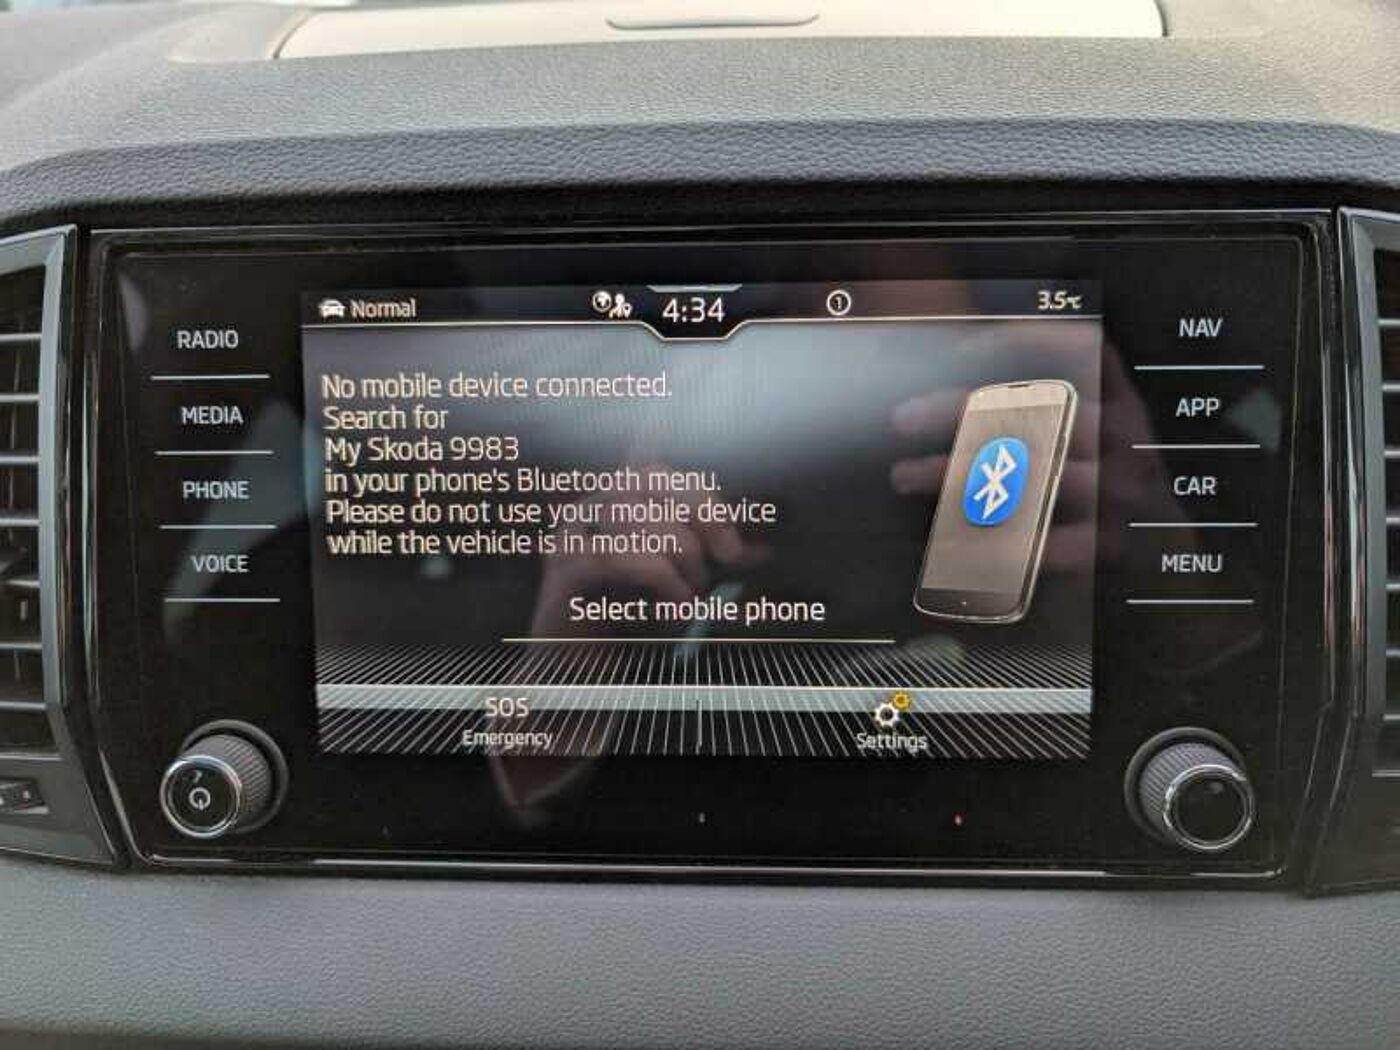 Normal
4:34
1
3.5°C
RADIO
MEDIA
PHONE
VOICE
No mobile device connected.
Search for
My Skoda 9983
in your phone's Bluetooth menu.
Please do not use your mobile device
while the vehicle is in motion.
Select mobile phone
SOS
Emergency
Settings
NAV
APP
CAR
MENU